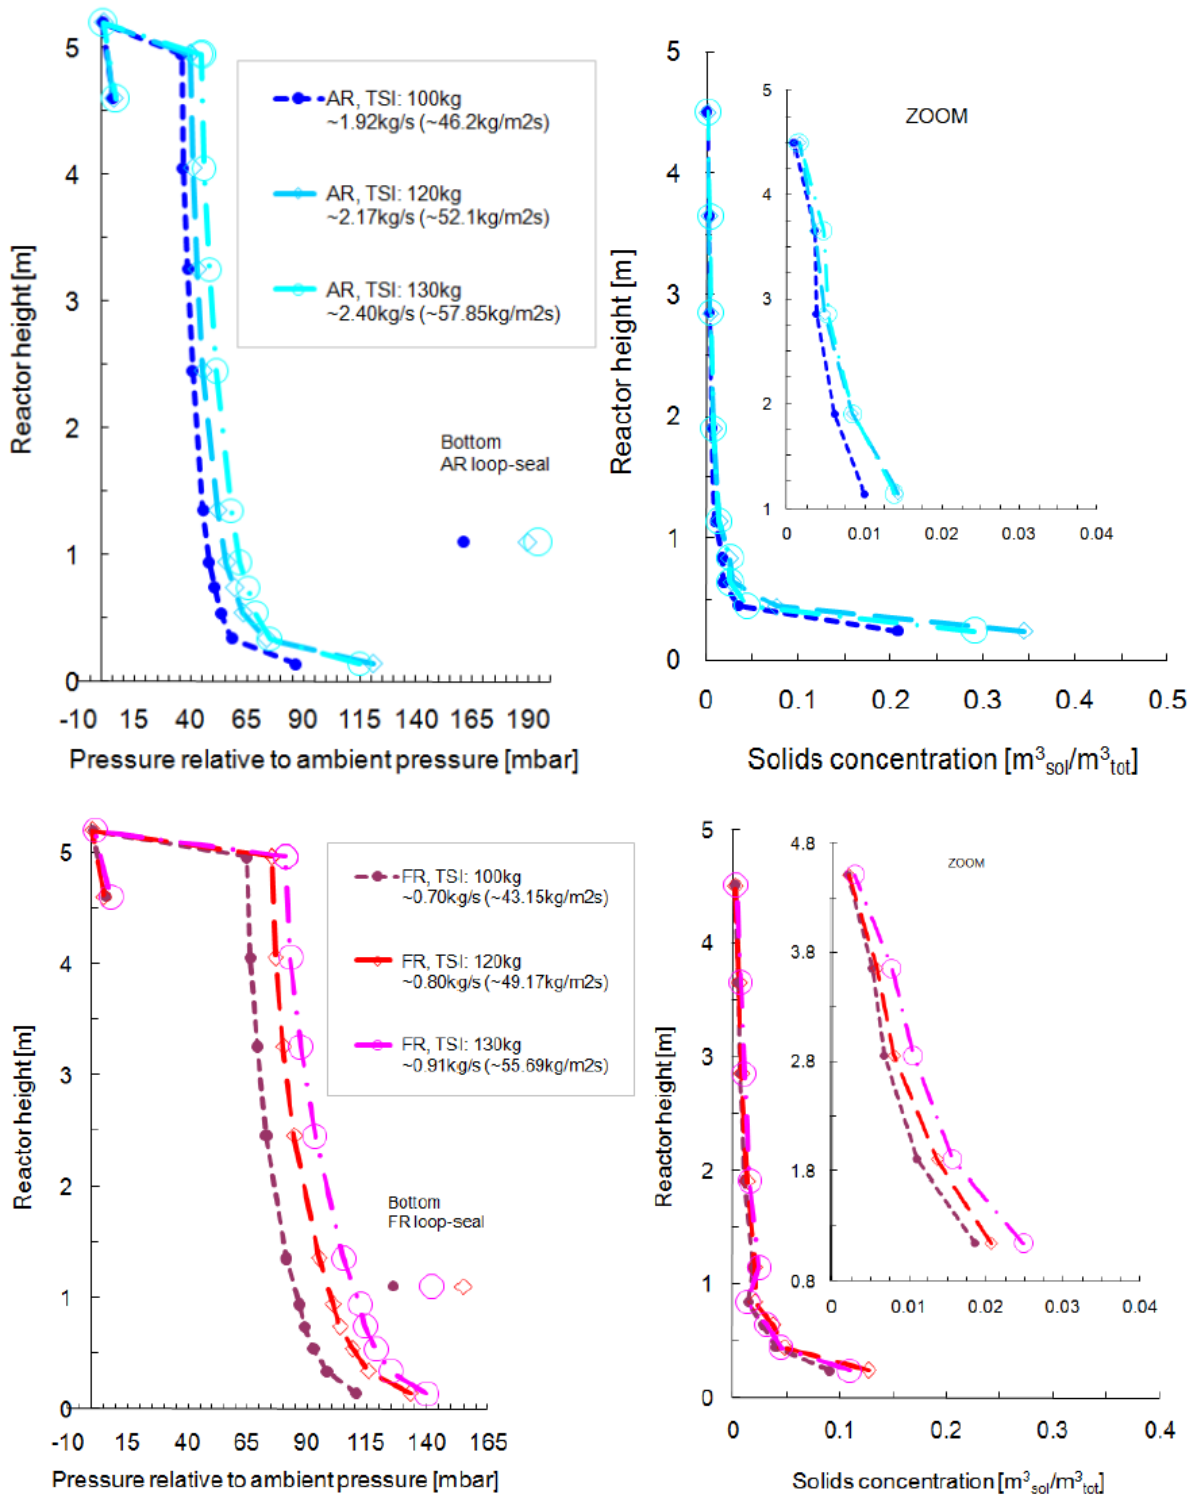 5
4
3
2
1
0
-10 15 40 65 90 115 140 165 190
Reactor height [m]
Pressure relative to ambient pressure [mbar]
AR, TSI: 100kg
~1.92kg/s (~46.2kg/m2s)
AR, TSI: 120kg
~2.17kg/s (~52.1kg/m2s)
AR, TSI: 130kg
~2.40kg/s (~57.85kg/m2s)
Bottom
AR loop-seal
5
4
3
2
1
0
0 0.1 0.2 0.3 0.4 0.5
Reactor height [m]
Solids concentration [m³sol/m³tot]
ZOOM
5
4
3
2
1
0 0.01 0.02 0.03 0.04
5
4
3
2
1
0
-10 15 40 65 90 115 140 165
Reactor height [m]
Pressure relative to ambient pressure [mbar]
FR, TSI: 100kg
~0.70kg/s (~43.15kg/m2s)
FR, TSI: 120kg
~0.80kg/s (~49.17kg/m2s)
FR, TSI: 130kg
~0.91kg/s (~55.69kg/m2s)
Bottom
FR loop-seal
5
4
3
2
1
0
0 0.1 0.2 0.3 0.4
Reactor height [m]
Solids concentration [m³sol/m³tot]
ZOOM
4.8
3.8
2.8
1.8
0.8
0 0.01 0.02 0.03 0.04